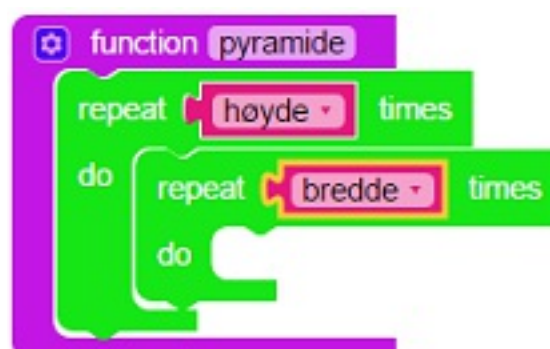 function pyramide
repeat høyde times
do repeat bredde times
do